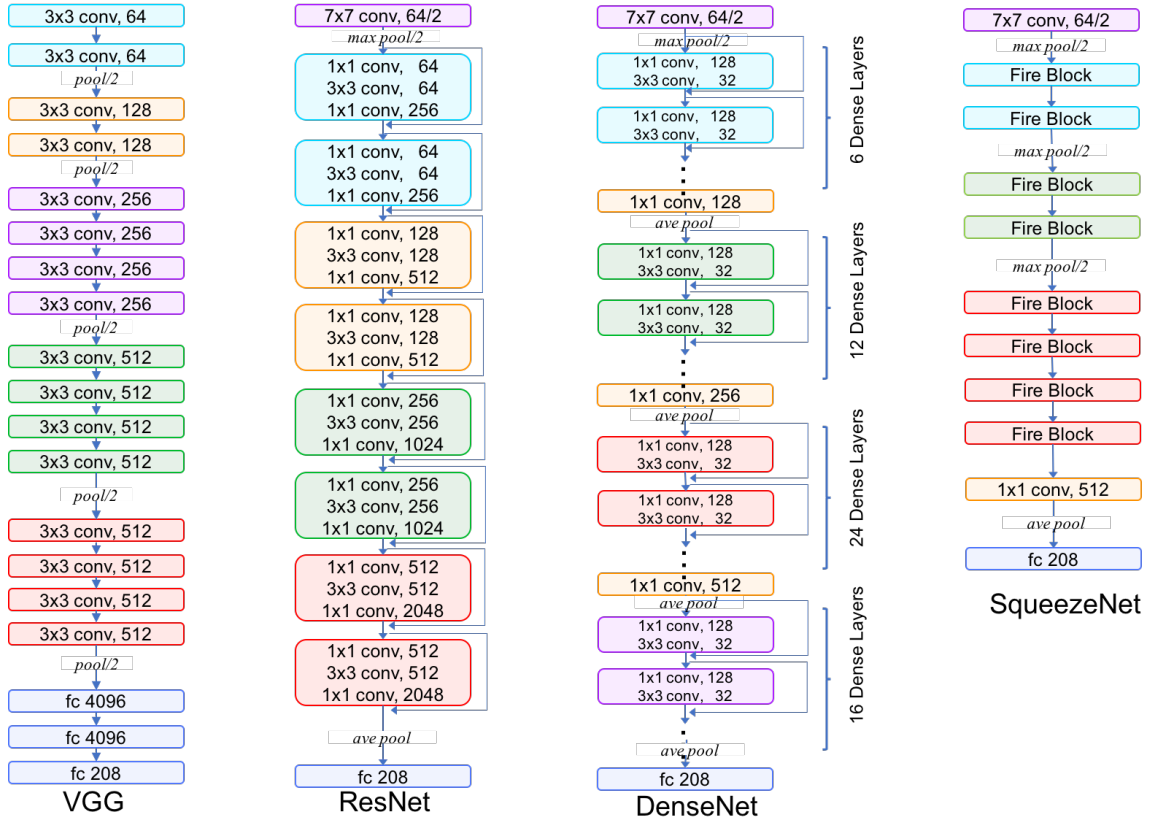 3x3 conv, 64
3x3 conv, 64
pool/2
3x3 conv, 128
3x3 conv, 128
pool/2
3x3 conv, 256
3x3 conv, 256
3x3 conv, 256
3x3 conv, 256
pool/2
3x3 conv, 512
3x3 conv, 512
3x3 conv, 512
3x3 conv, 512
pool/2
3x3 conv, 512
3x3 conv, 512
3x3 conv, 512
3x3 conv, 512
pool/2
fc 4096
fc 4096
fc 208
VGG
7x7 conv, 64/2
max pool/2
1x1 conv, 64
3x3 conv, 64
1x1 conv, 256
1x1 conv, 64
3x3 conv, 64
1x1 conv, 256
1x1 conv, 128
3x3 conv, 128
1x1 conv, 512
1x1 conv, 128
3x3 conv, 128
1x1 conv, 512
1x1 conv, 256
3x3 conv, 256
1x1 conv, 1024
1x1 conv, 256
3x3 conv, 256
1x1 conv, 1024
1x1 conv, 512
3x3 conv, 512
1x1 conv, 2048
1x1 conv, 512
3x3 conv, 512
1x1 conv, 2048
ave pool
fc 208
ResNet
7x7 conv, 64/2
max pool/2
1x1 conv, 128
3x3 conv, 32
1x1 conv, 128
3x3 conv, 32
6 Dense Layers
1x1 conv, 128
ave pool
1x1 conv, 128
3x3 conv, 32
1x1 conv, 128
3x3 conv, 32
12 Dense Layers
1x1 conv, 256
ave pool
1x1 conv, 128
3x3 conv, 32
1x1 conv, 128
3x3 conv, 32
24 Dense Layers
1x1 conv, 512
ave pool
1x1 conv, 128
3x3 conv, 32
1x1 conv, 128
3x3 conv, 32
16 Dense Layers
ave pool
fc 208
DenseNet
7x7 conv, 64/2
max pool/2
Fire Block
Fire Block
max pool/2
Fire Block
Fire Block
max pool/2
Fire Block
Fire Block
Fire Block
Fire Block
1x1 conv, 512
ave pool
fc 208
SqueezeNet